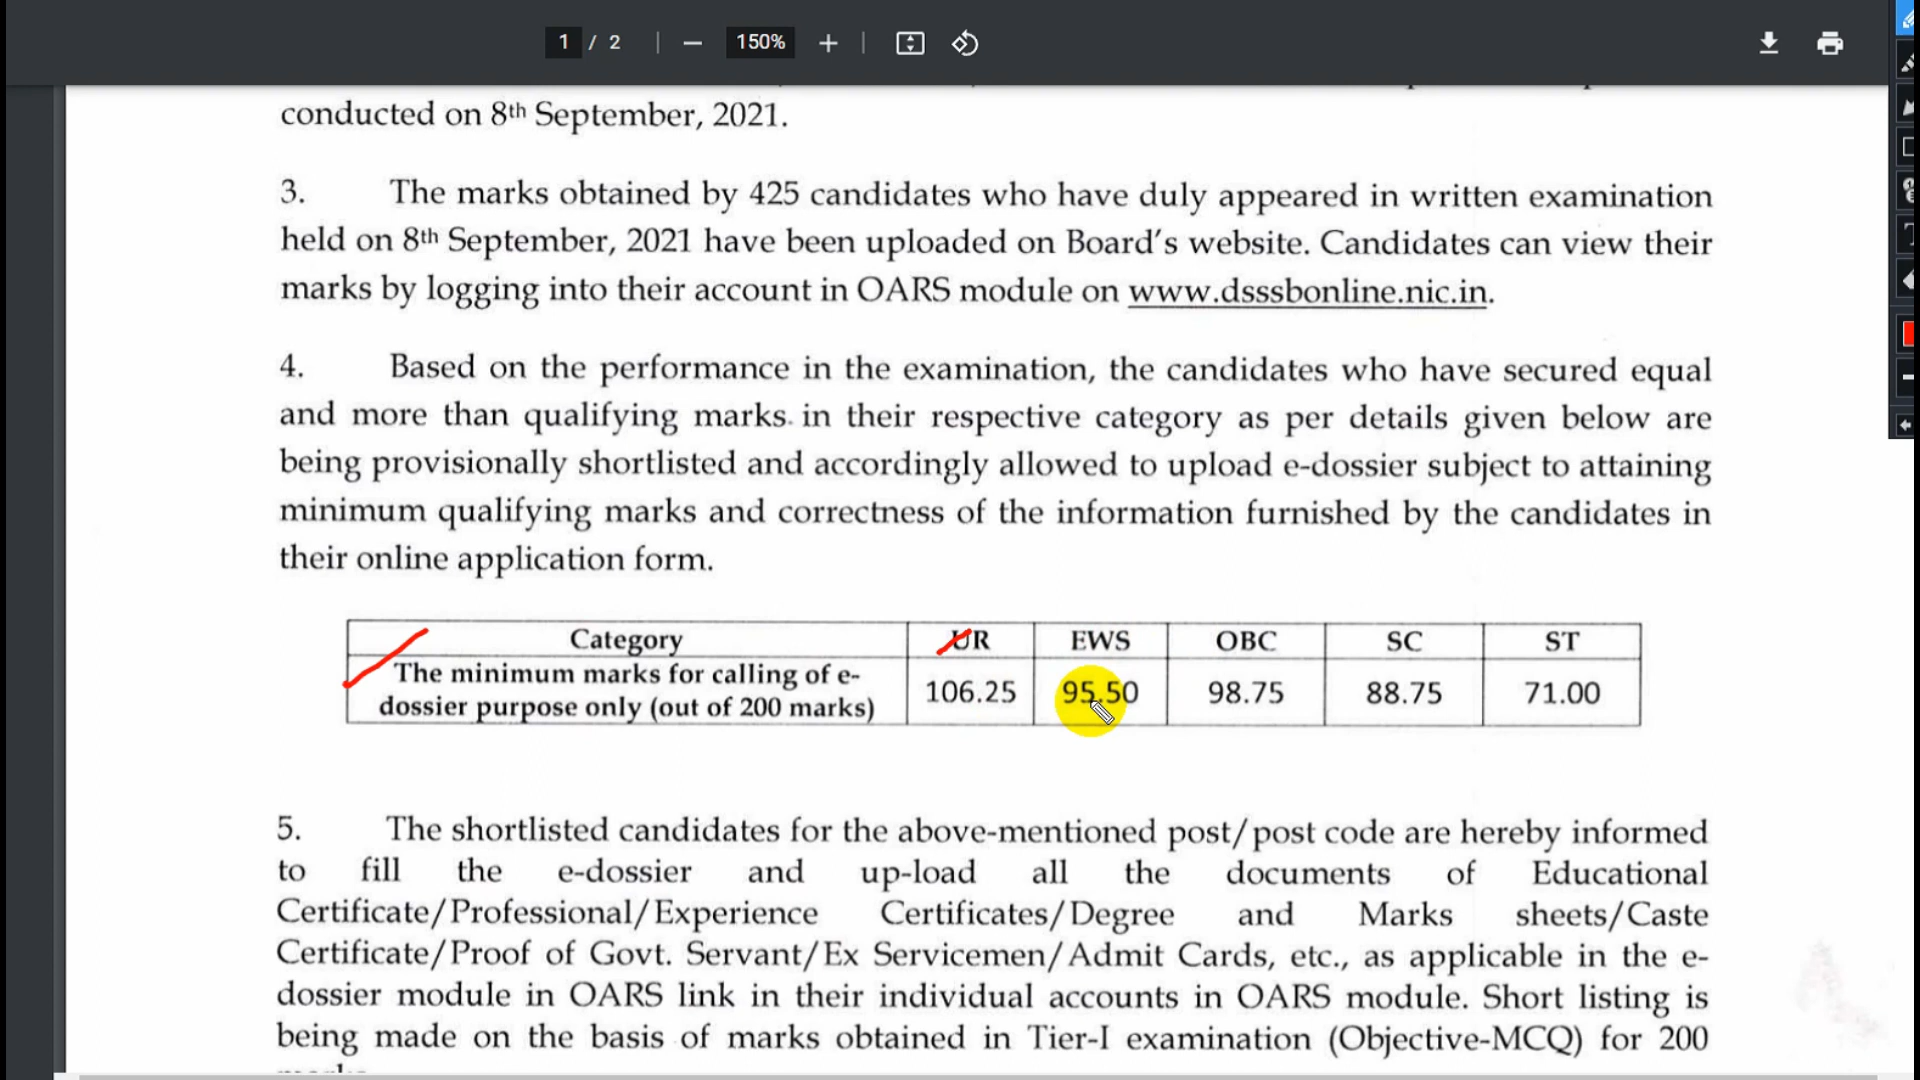 1 / 2 150%
conducted on 8th September, 2021.
3. The marks obtained by 425 candidates who have duly appeared in written examination
held on 8th September, 2021 have been uploaded on Board's website. Candidates can view their
marks by logging into their account in OARS module on www.dsssbonline.nic.in.
4. Based on the performance in the examination, the candidates who have secured equal
and more than qualifying marks in their respective category as per details given below are
being provisionally shortlisted and accordingly allowed to upload e-dossier subject to attaining
minimum qualifying marks and correctness of the information furnished by the candidates in
their online application form.
Category UR EWS OBC SC ST
The minimum marks for calling of e-
dossier purpose only (out of 200 marks) 106.25 95.50 98.75 88.75 71.00
5. The shortlisted candidates for the above-mentioned post/post code are hereby informed
to fill the e-dossier and up-load all the documents of Educational
Certificate/Professional/Experience Certificates/Degree and Marks sheets/Caste
Certificate/Proof of Govt. Servant/Ex Servicemen/Admit Cards, etc., as applicable in the e-
dossier module in OARS link in their individual accounts in OARS module. Short listing is
being made on the basis of marks obtained in Tier-I examination (Objective-MCQ) for 200